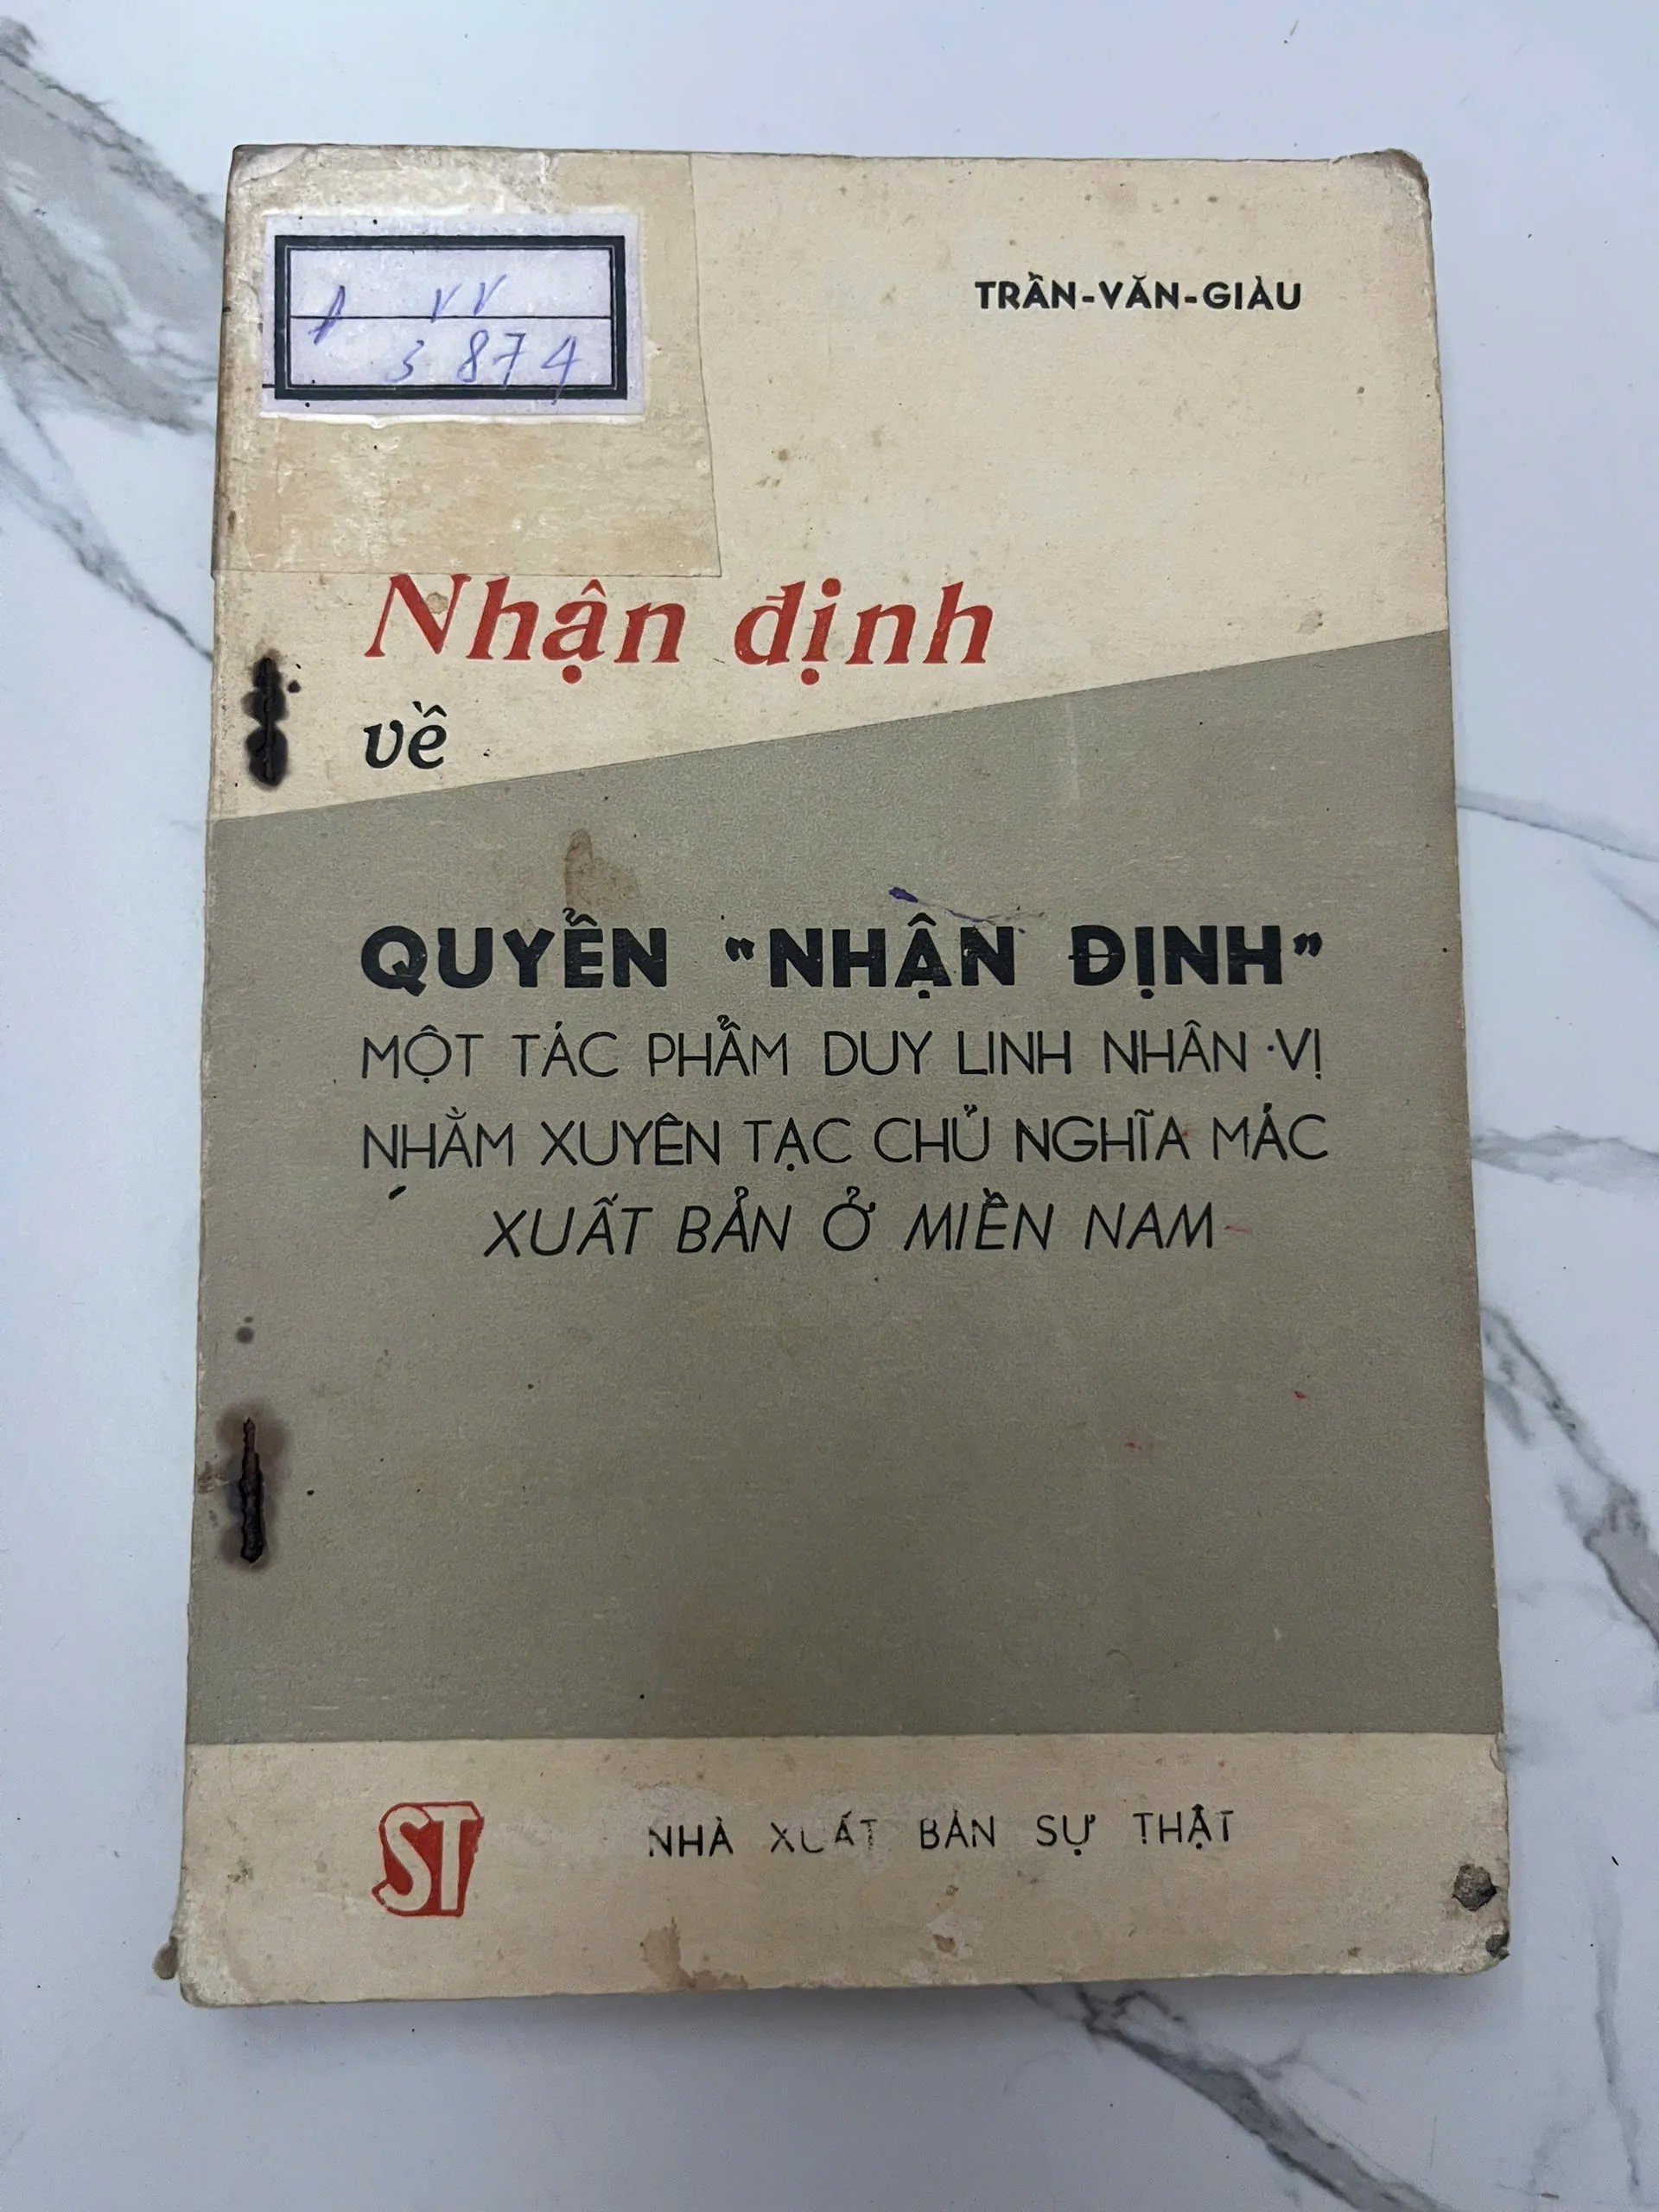 VV
3874
TRẦN-VĂN-GIÀU
Nhận định
về
QUYỂN "NHẬN ĐỊNH"
MỘT TÁC PHẨM DUY LINH NHÂN VỊ
NHẰM XUYÊN TẠC CHỦ NGHĨA MÁC
XUẤT BẢN Ở MIỀN NAM
ST
NHÀ XUẤT BẢN SỰ THẬT